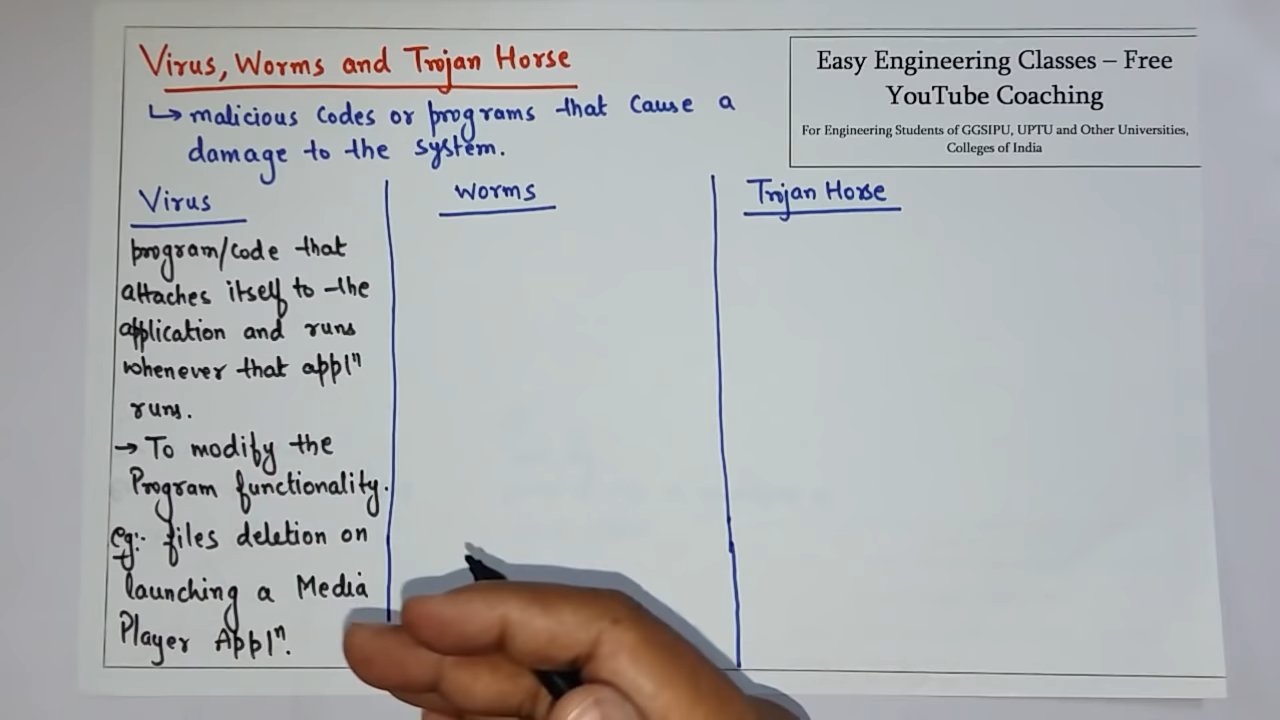 Virus, Worms and Trojan Horse
↳ malicious codes or programs that cause a
damage to the system.
Easy Engineering Classes – Free
YouTube Coaching
For Engineering Students of GGSIPU, UPTU and Other Universities,
Colleges of India
Virus
program/code that
attaches itself to the
application and runs
whenever that applⁿ
runs.
→ To modify the
Program functionality.
eg:- files deletion on
launching a Media
Player Applⁿ.
Worms
Trojan Horse